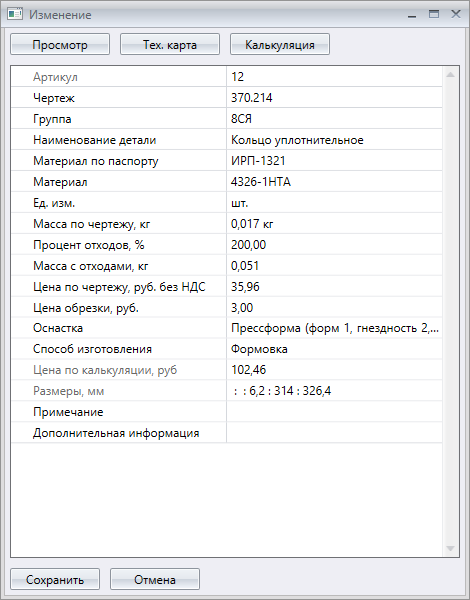 Изменение
Просмотр Тех. карта Калькуляция
Артикул 12
Чертеж 370.214
Группа 8СЯ
Наименование детали Кольцо уплотнительное
Материал по паспорту ИРП-1321
Материал 4326-1НТА
Ед. изм. шт.
Масса по чертежу, кг 0,017 кг
Процент отходов, % 200,00
Масса с отходами, кг 0,051
Цена по чертежу, руб. без НДС 35,96
Цена обрезки, руб. 3,00
Оснастка Прессформа (форм 1, гнездность 2,...
Способ изготовления Формовка
Цена по калькуляции, руб 102,46
Размеры, мм : : 6,2 : 314 : 326,4
Примечание
Дополнительная информация
Сохранить Отмена